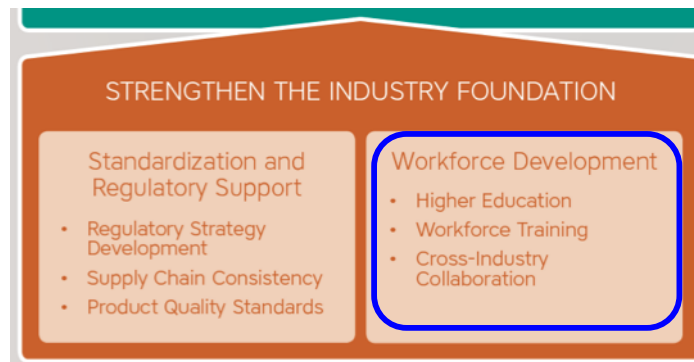 STRENGTHEN THE INDUSTRY FOUNDATION
Standardization and
Regulatory Support
• Regulatory Strategy
Development
• Supply Chain Consistency
• Product Quality Standards
Workforce Development
• Higher Education
• Workforce Training
• Cross-Industry
Collaboration